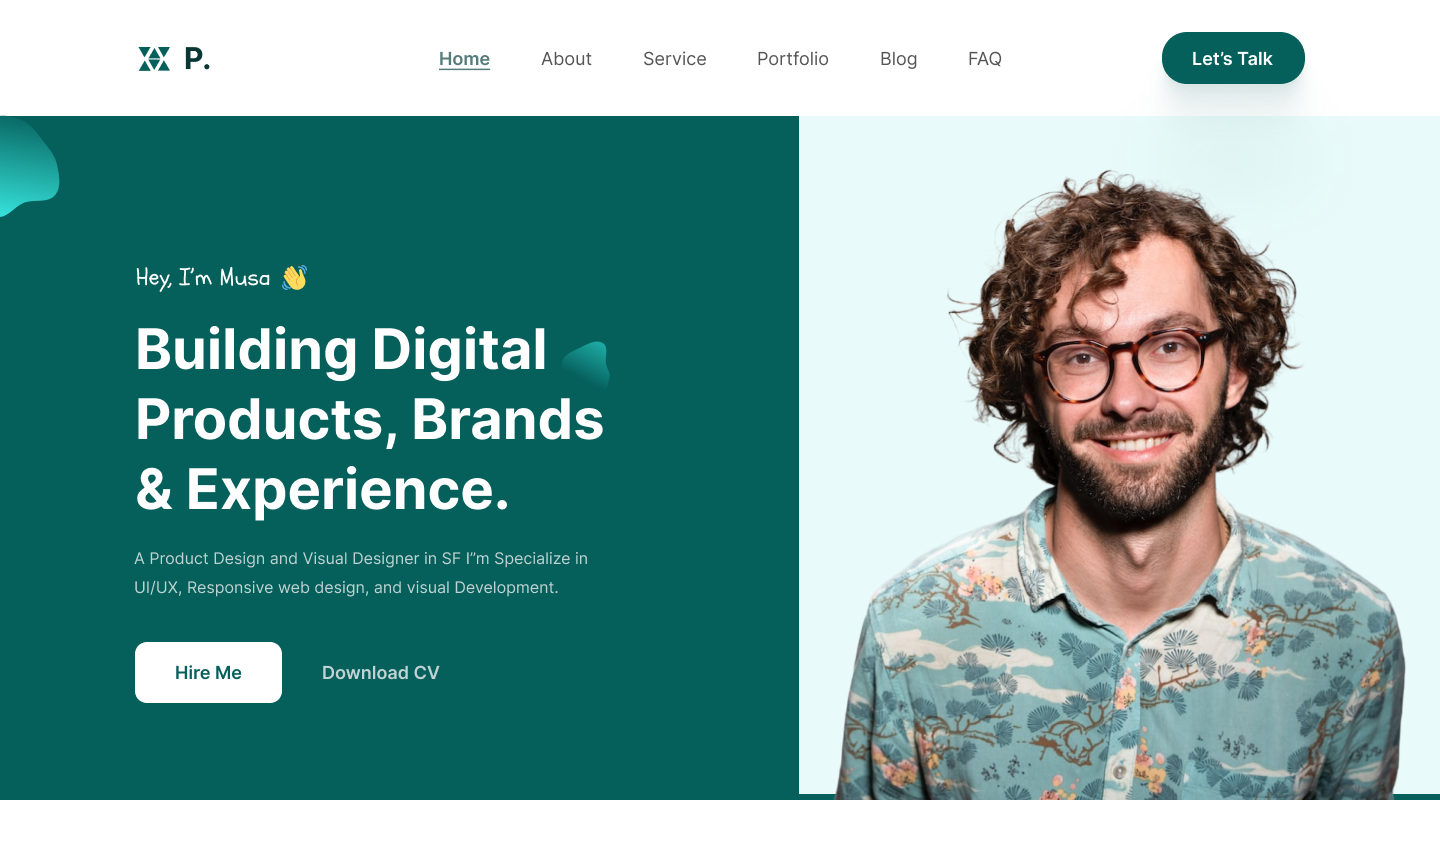 P.
Home About Service Portfolio Blog FAQ
Let’s Talk
Hey, I’m Musa 👋
Building Digital
Products, Brands
& Experience.
A Product Design and Visual Designer in SF I’’m Specialize in
UI/UX, Responsive web design, and visual Development.
Hire Me
Download CV